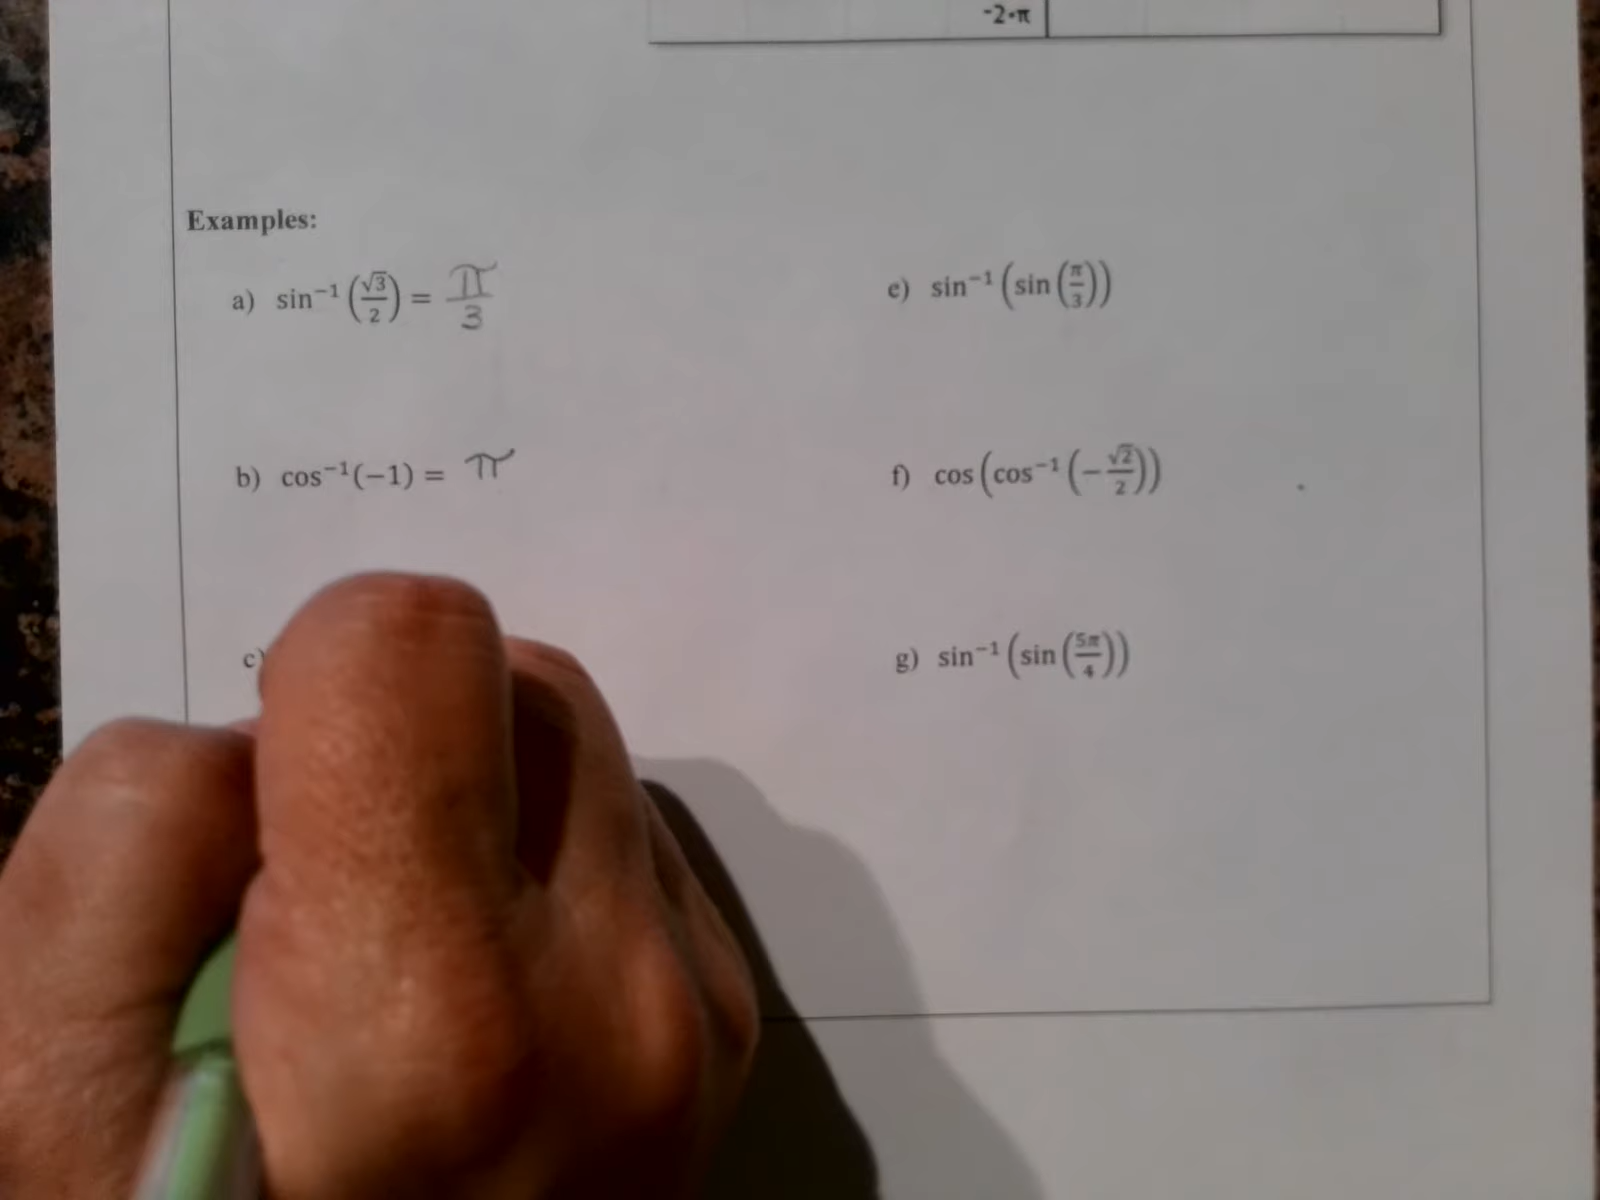 -2·π
Examples:
a) sin⁻¹(√3/2) = π/3
b) cos⁻¹(−1) = π
c)
e) sin⁻¹(sin(π/3))
f) cos(cos⁻¹(−√2/2))
g) sin⁻¹(sin(5π/4))